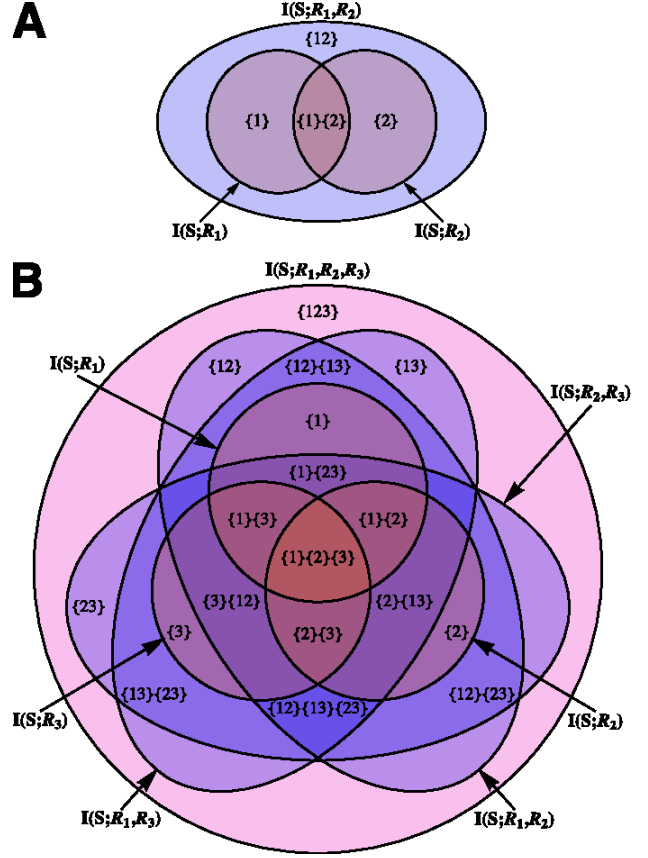 A
I(S;R₁,R₂)
{12}
{1} {1}{2} {2}
I(S;R₁) I(S;R₂)
B
I(S;R₁,R₂,R₃)
{123}
I(S;R₁)
{12} {12}{13} {13}
I(S;R₂,R₃)
{1}
{1}{23}
{1}{3} {1}{2}
{1}{2}{3}
{23} {3}{12} {2}{13}
{3} {2}{3} {2}
{13}{23} {12}{13}{23} {12}{23}
I(S;R₃) I(S;R₂)
I(S;R₁,R₃) I(S;R₁,R₂)